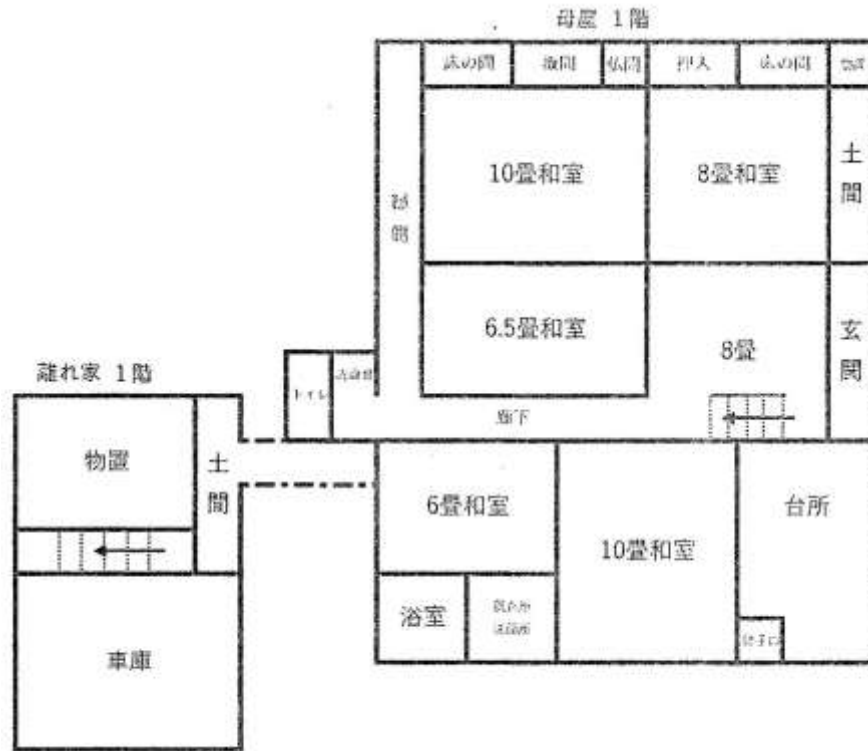 母屋 1階
床の間
仏間
押入
床の間
10畳和室
8畳和室
土間
6.5畳和室
8畳
玄関
トイレ
廊下
離れ家 1階
物置
土間
車庫
6畳和室
10畳和室
台所
浴室